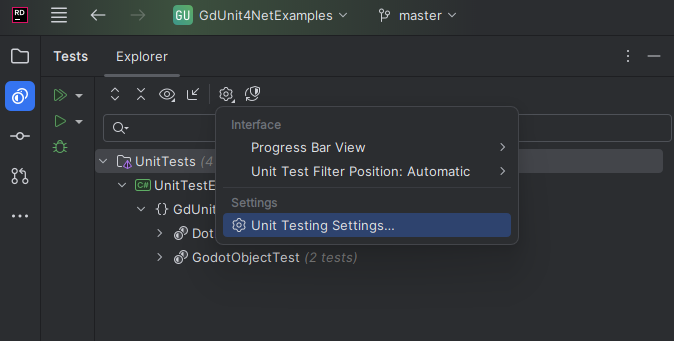 RD
GU GdUnit4NetExamples
master
Tests Explorer
Interface
Progress Bar View
Unit Test Filter Position: Automatic
Settings
Unit Testing Settings...
UnitTests (4
C# UnitTestE
{} GdUnit
Dot
GodotObjectTest (2 tests)